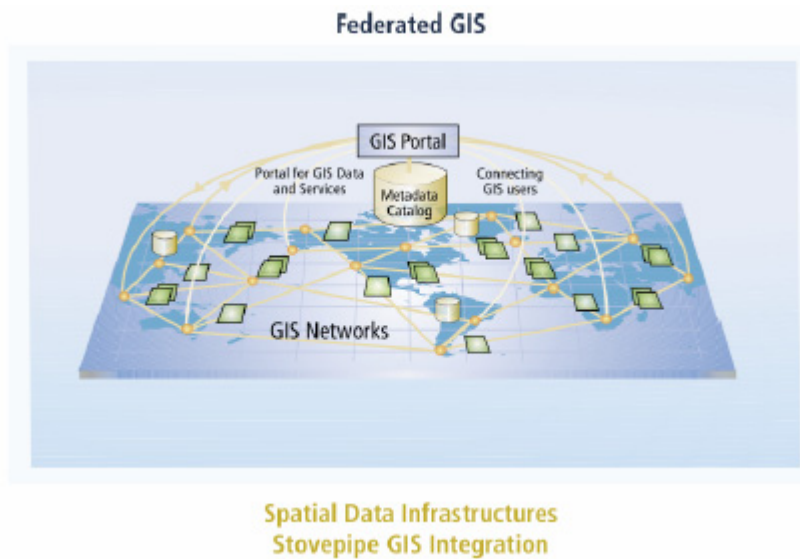 Federated GIS
GIS Portal
Portal for GIS Data
and Services
Connecting
GIS users
Metadata
Catalog
GIS Networks
Spatial Data Infrastructures
Stovepipe GIS Integration